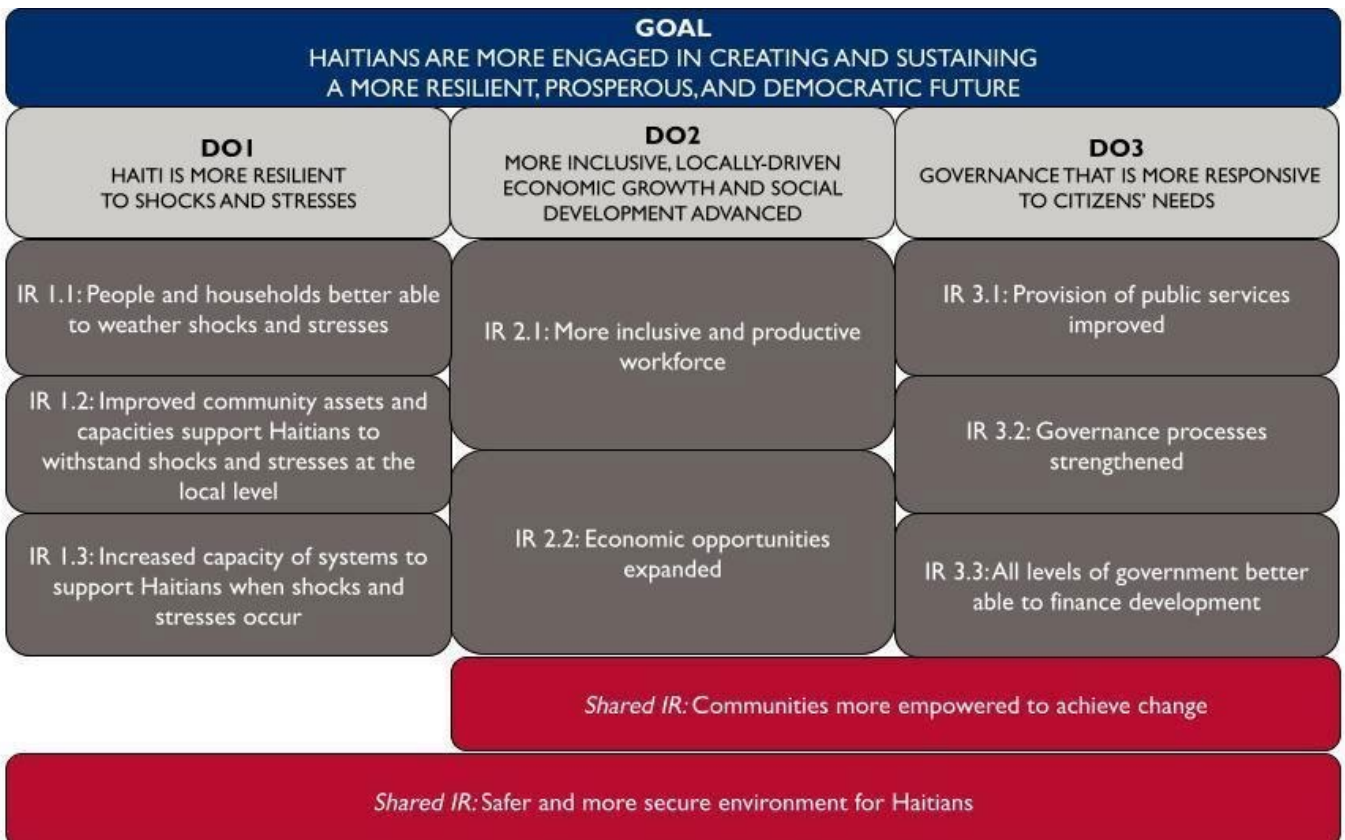 GOAL
HAITIANS ARE MORE ENGAGED IN CREATING AND SUSTAINING
A MORE RESILIENT, PROSPEROUS, AND DEMOCRATIC FUTURE
DO1
HAITI IS MORE RESILIENT
TO SHOCKS AND STRESSES
DO2
MORE INCLUSIVE, LOCALLY-DRIVEN
ECONOMIC GROWTH AND SOCIAL
DEVELOPMENT ADVANCED
DO3
GOVERNANCE THAT IS MORE RESPONSIVE
TO CITIZENS' NEEDS
IR 1.1: People and households better able
to weather shocks and stresses
IR 1.2: Improved community assets and
capacities support Haitians to
withstand shocks and stresses at the
local level
IR 1.3: Increased capacity of systems to
support Haitians when shocks and
stresses occur
IR 2.1: More inclusive and productive
workforce
IR 2.2: Economic opportunities
expanded
IR 3.1: Provision of public services
improved
IR 3.2: Governance processes
strengthened
IR 3.3: All levels of government better
able to finance development
Shared IR: Communities more empowered to achieve change
Shared IR: Safer and more secure environment for Haitians